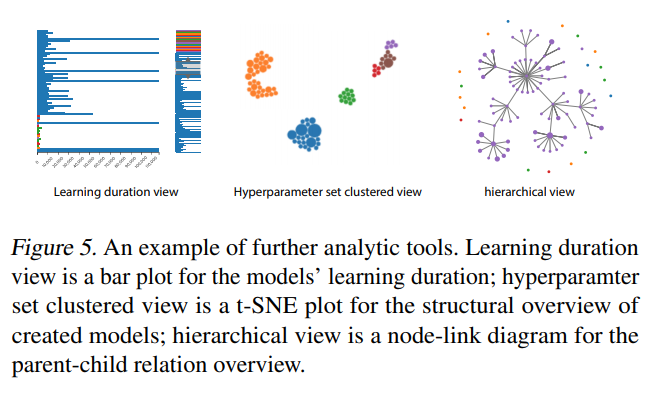 Learning duration view
Hyperparameter set clustered view
hierarchical view
Figure 5. An example of further analytic tools. Learning duration
view is a bar plot for the models' learning duration; hyperparamter
set clustered view is a t-SNE plot for the structural overview of
created models; hierarchical view is a node-link diagram for the
parent-child relation overview.